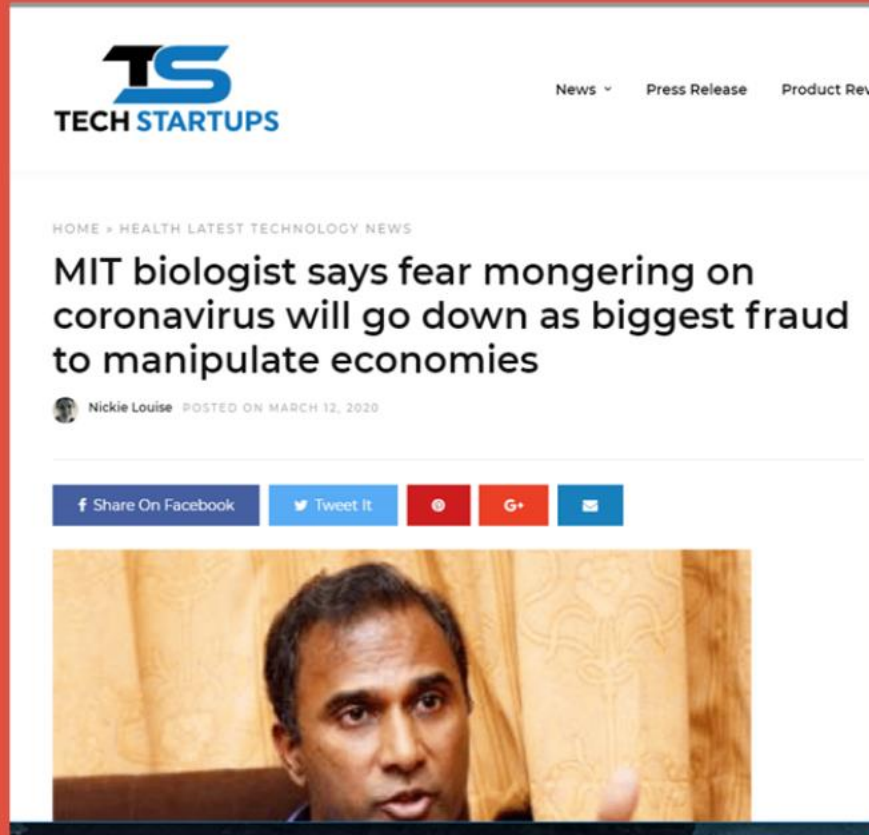 TS
TECH STARTUPS
News Press Release Product Rev
HOME » HEALTH LATEST TECHNOLOGY NEWS
MIT biologist says fear mongering on
coronavirus will go down as biggest fraud
to manipulate economies
Nickie Louise POSTED ON MARCH 12, 2020
f Share On Facebook Tweet It G+